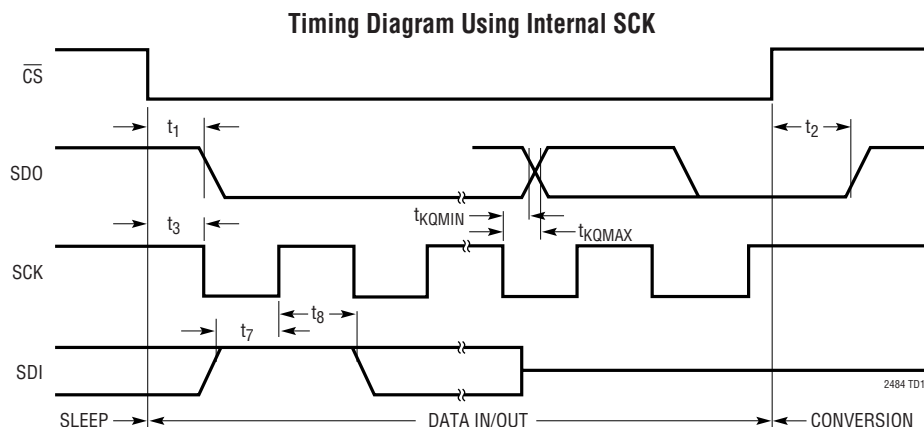 Timing Diagram Using Internal SCK
CS
t1
t2
SDO
tKQMIN
t3
tKQMAX
SCK
t8
t7
SDI
2484 TD1
SLEEP
DATA IN/OUT
CONVERSION